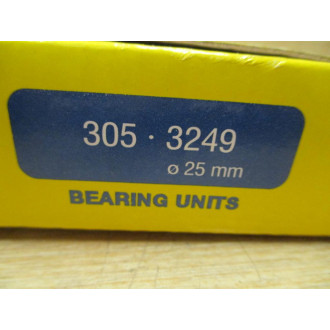 305 · 3249
ø 25 mm
BEARING UNITS